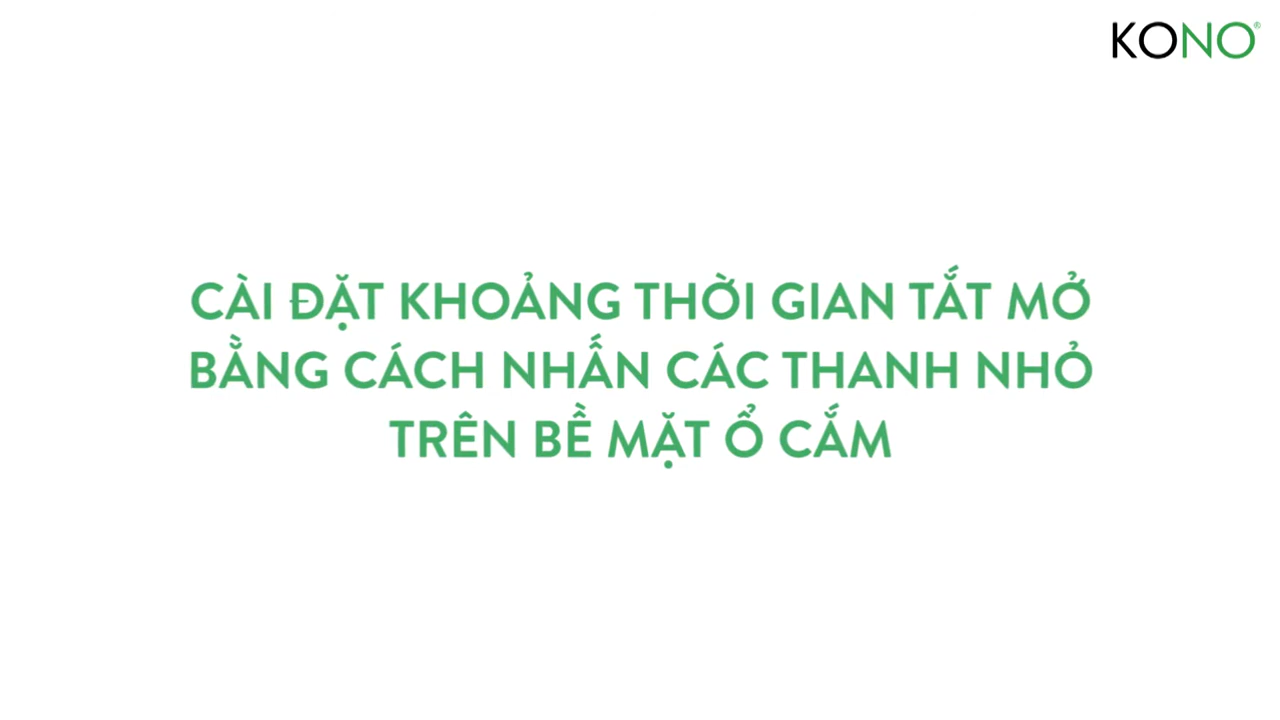 KONO®
CÀI ĐẶT KHOẢNG THỜI GIAN TẮT MỞ
BẰNG CÁCH NHẤN CÁC THANH NHỎ
TRÊN BỀ MẶT Ổ CẮM